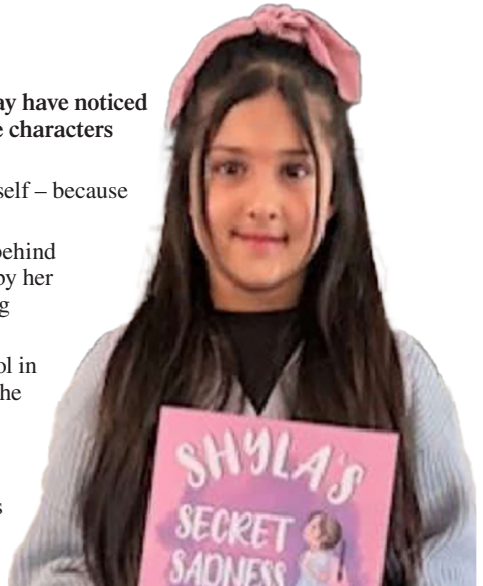 ay have noticed
e characters
self – because
behind
by her
g
ol in
he
s
SHYLA'S
SECRET
SADNESS